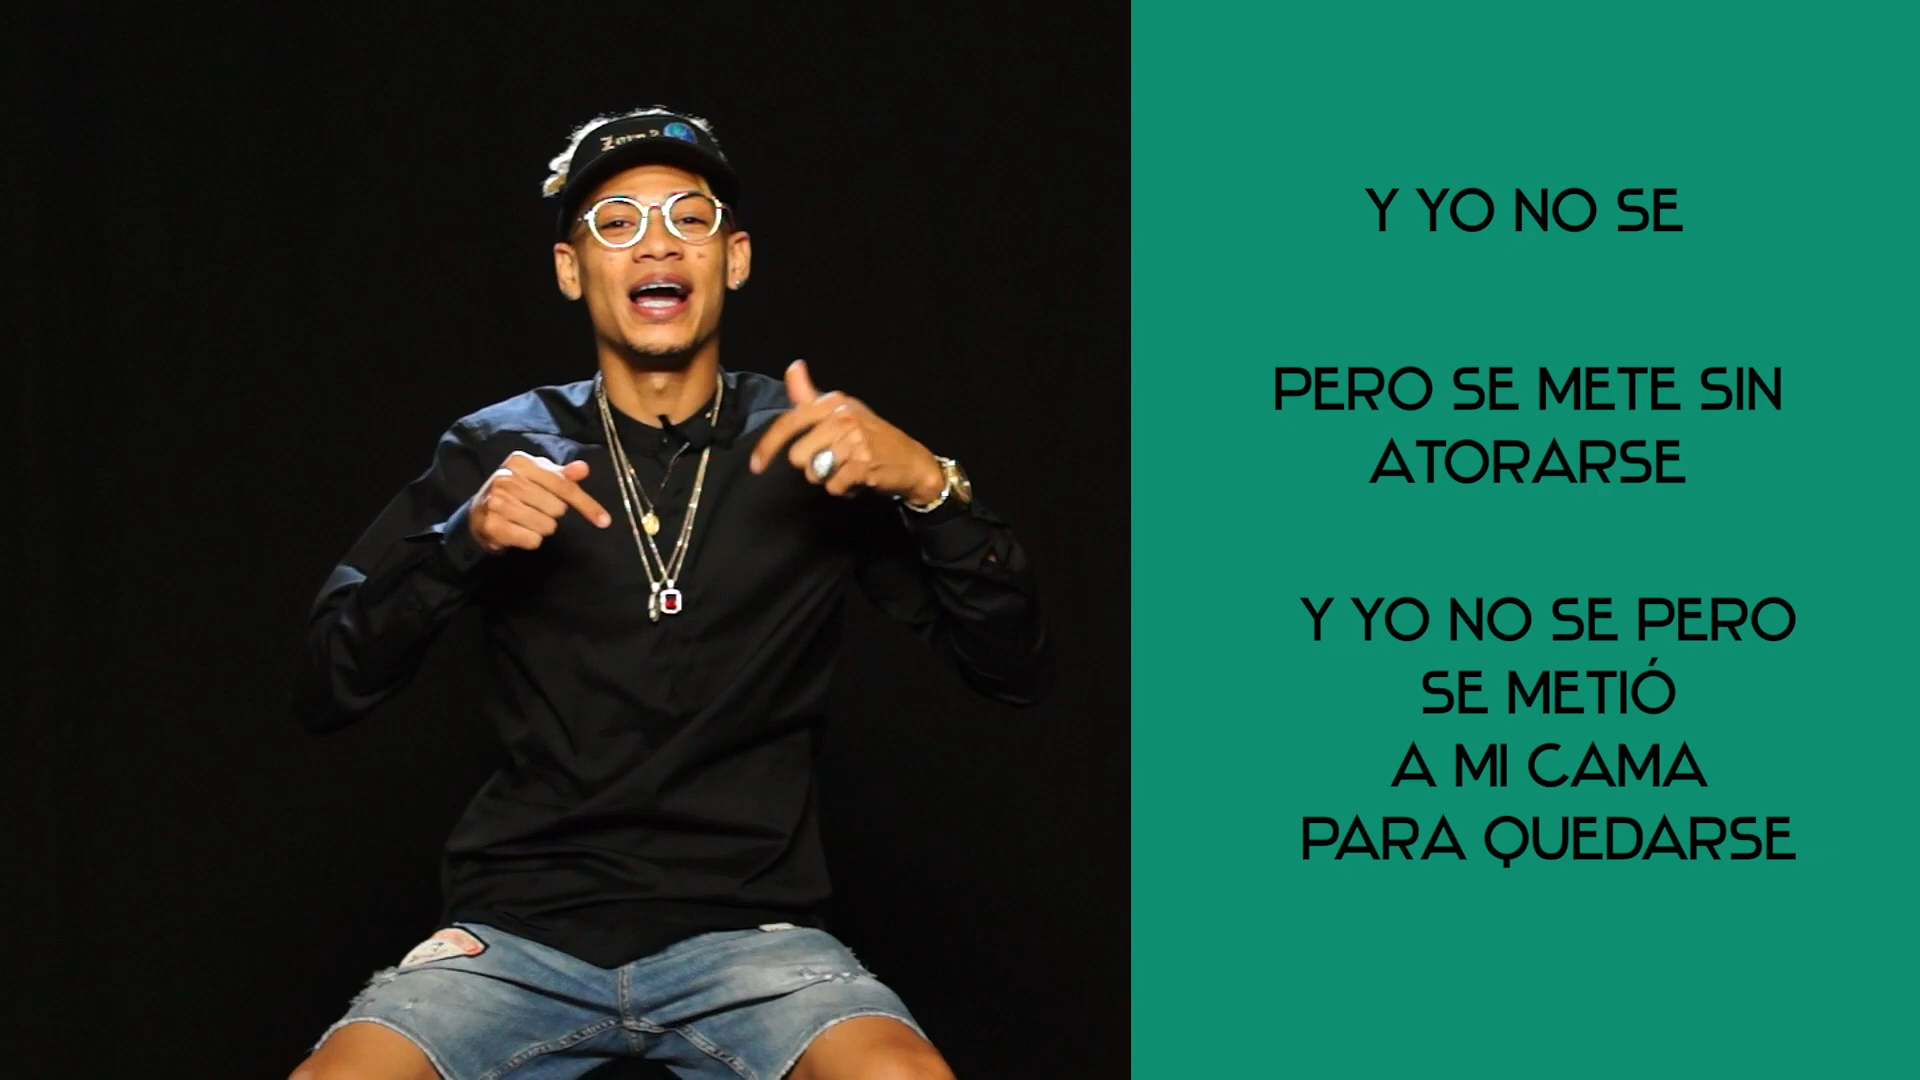 Y YO NO SE
PERO SE METE SIN
ATORARSE
Y YO NO SE PERO
SE METIÓ
A MI CAMA
PARA QUEDARSE